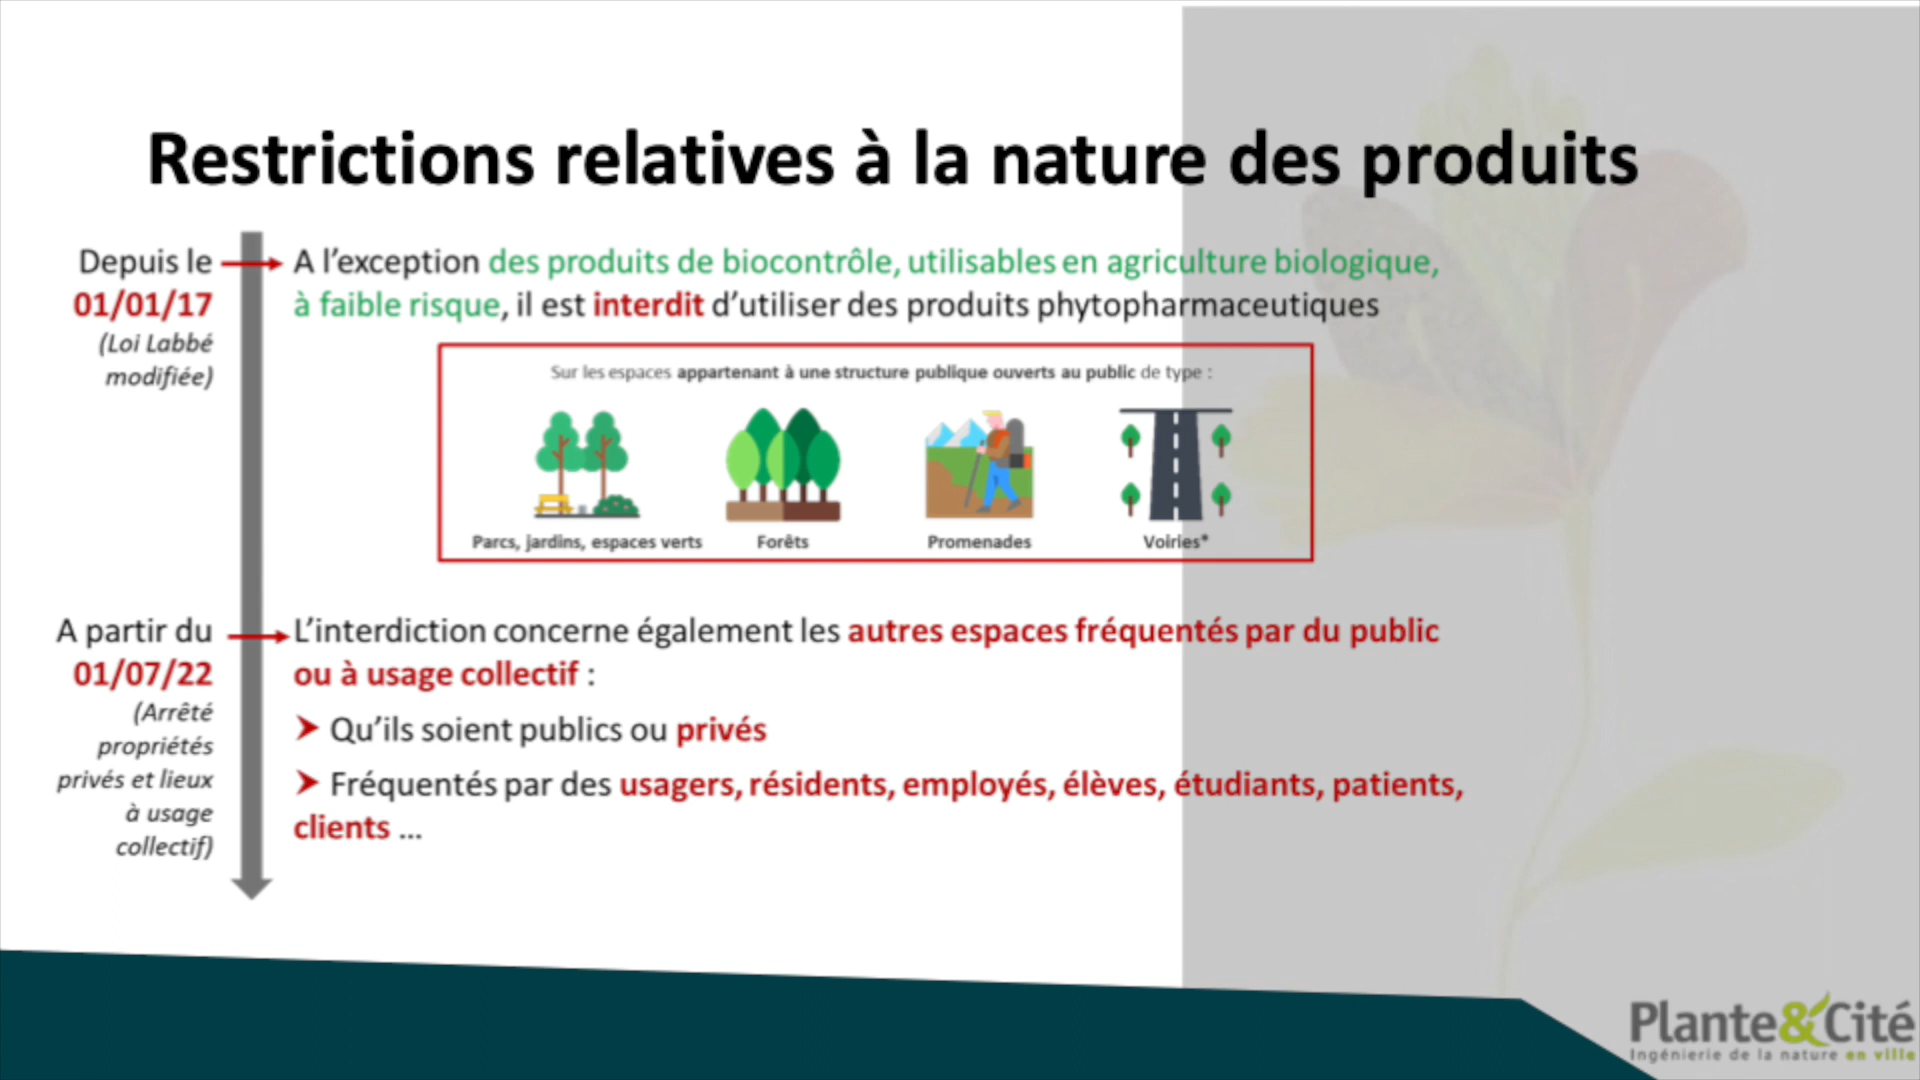 Restrictions relatives à la nature des produits
Depuis le
01/01/17
(Loi Labbé
modifiée)
A l’exception des produits de biocontrôle, utilisables en agriculture biologique,
à faible risque, il est interdit d’utiliser des produits phytopharmaceutiques
Sur les espaces appartenant à une structure publique ouverts au public de type :
Parcs, jardins, espaces verts
Forêts
Promenades
Voiries*
A partir du
01/07/22
(Arrêté
propriétés
privés et lieux
à usage
collectif)
L’interdiction concerne également les autres espaces fréquentés par du public
ou à usage collectif :
➤ Qu’ils soient publics ou privés
➤ Fréquentés par des usagers, résidents, employés, élèves, étudiants, patients,
clients ...
Plante&Cité
Ingénierie de la nature en ville